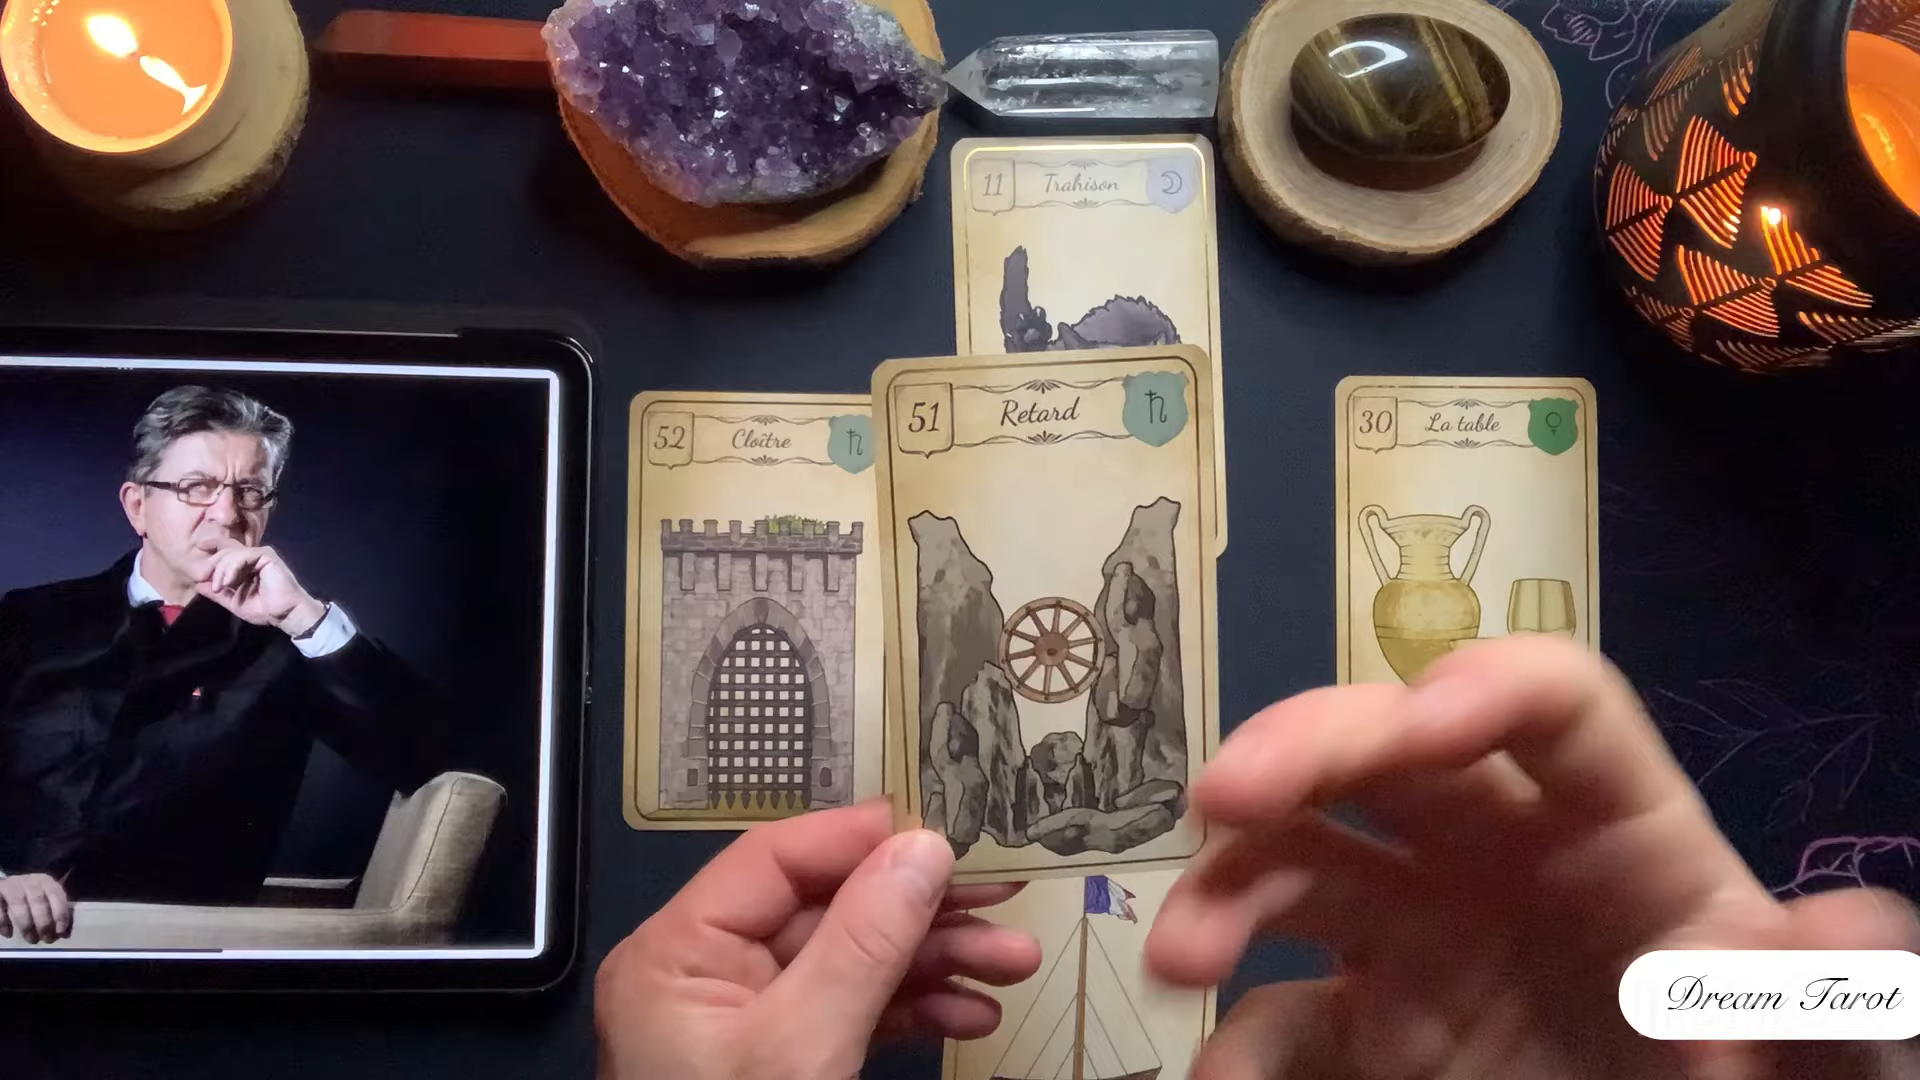 11 Trahison
52 Cloître
51 Retard
30 La table
Dream Tarot